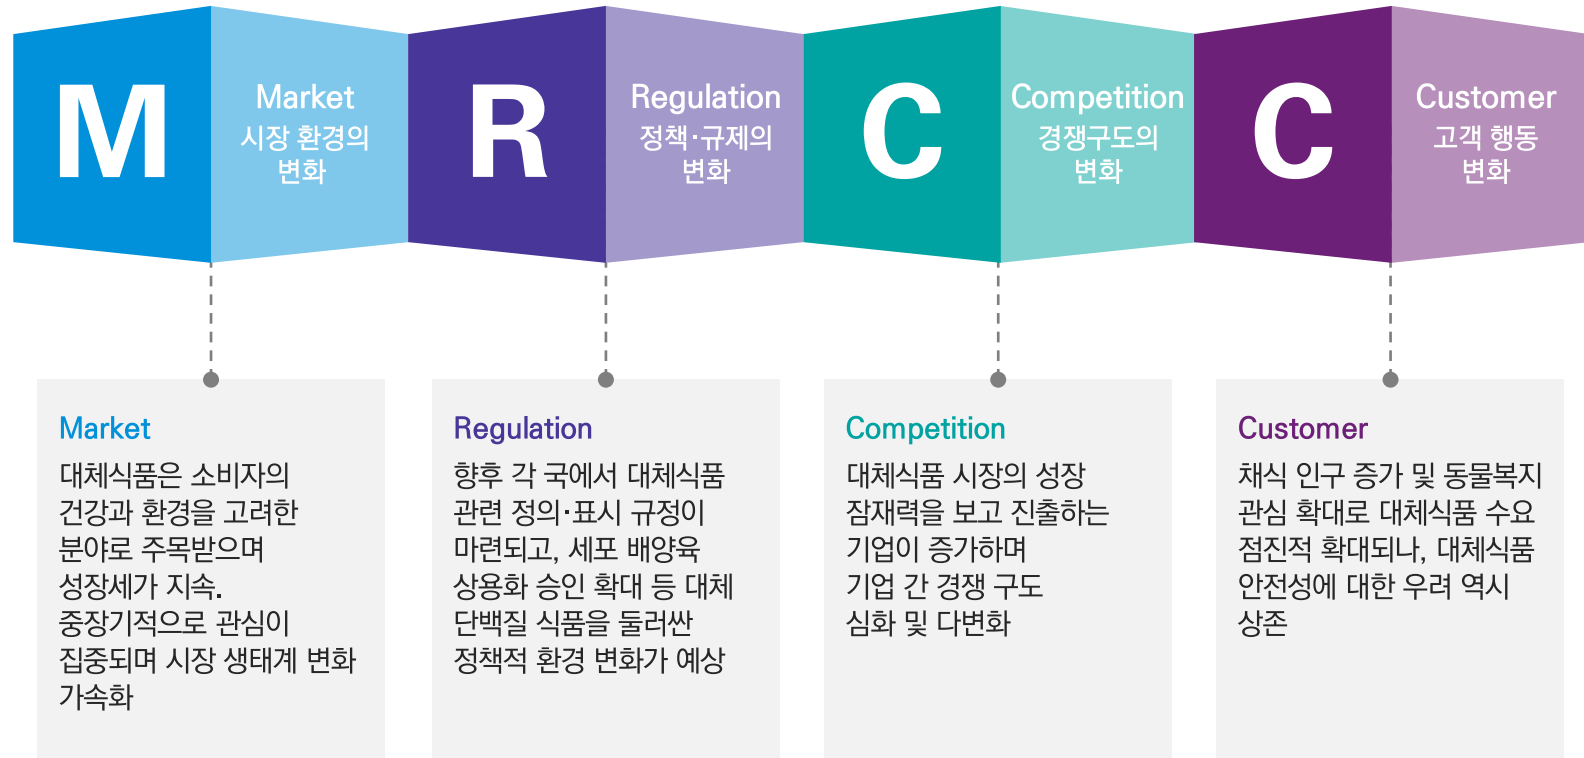 M
Market
시장 환경의
변화
R
Regulation
정책·규제의
변화
C
Competition
경쟁구도의
변화
C
Customer
고객 행동
변화
Market
대체식품은 소비자의
건강과 환경을 고려한
분야로 주목받으며
성장세가 지속.
중장기적으로 관심이
집중되며 시장 생태계 변화
가속화
Regulation
향후 각 국에서 대체식품
관련 정의·표시 규정이
마련되고, 세포 배양육
상용화 승인 확대 등 대체
단백질 식품을 둘러싼
정책적 환경 변화가 예상
Competition
대체식품 시장의 성장
잠재력을 보고 진출하는
기업이 증가하며
기업 간 경쟁 구도
심화 및 다변화
Customer
채식 인구 증가 및 동물복지
관심 확대로 대체식품 수요
점진적 확대되나, 대체식품
안전성에 대한 우려 역시
상존